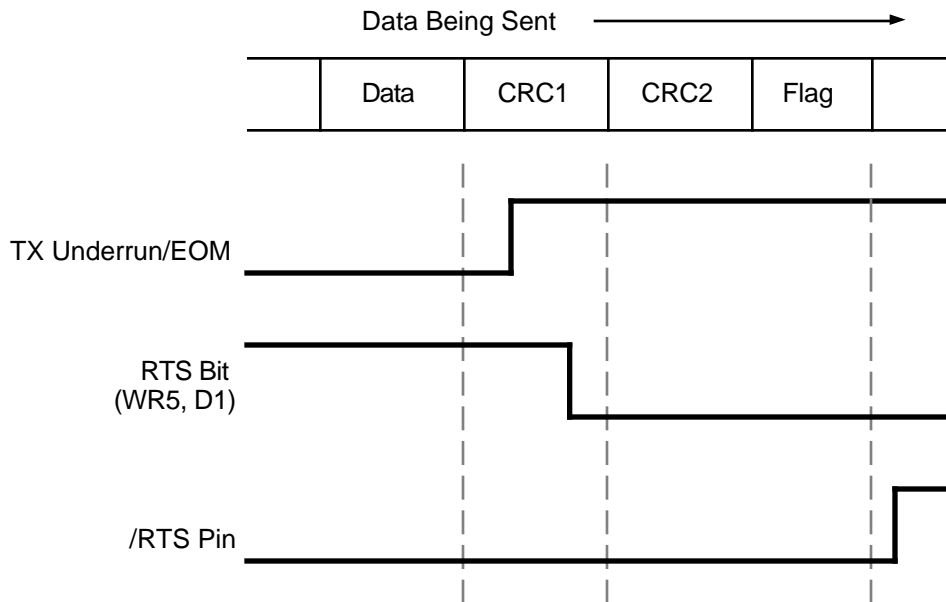 Data Being Sent
Data CRC1 CRC2 Flag
TX Underrun/EOM
RTS Bit
(WR5, D1)
/RTS Pin